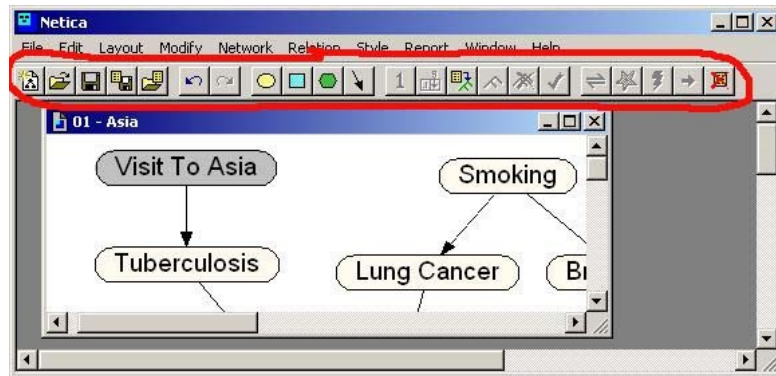 Netica
File Edit Layout Modify Network Relation Style Report Window Help
1
01 - Asia
Visit To Asia
Smoking
Tuberculosis
Lung Cancer